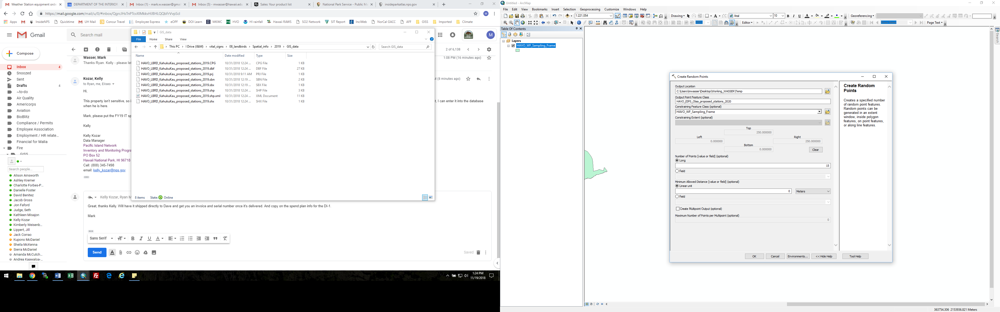 Weather Station equipment orde
DEPARTMENT OF THE INTERIOR
Inbox (1) - mark.w.wasser@gmai
Inbox (5) - mwasser@hawaii.edu
Sales: Your product list
National Park Service - Public Ma
insideparkatlas.nps.gov
https://mail.google.com/mail/u/0/#inbox/QgrcJHsTnPTcvXlMkkvHJBHLQQbFrVvpScl
Apps
InsideNPS
Quicktime
UH Mail
Concur Travel
Employee Express
eOPF
DOI Learn
MKWC
HVO
HI rainfall
Hawaii RAWS
SO2 Network
SIT Report
InciWeb
NorCal GACC
AFF
GISS
Imported
Climate
Gmail
Search mail
M
Compose
2 of 6,138
Inbox 4
Snoozed
Sent
Drafts 4
~to-do
Air Quality
Americorps
Aviation
BioBlitz
Compliance / Permits
Employee Association
Employment / HR relate...
Financial for Malia
Fire
GISS
Search people...
Alison Ainsworth
Ashley Kremer
Charlotte Forbes-P...
Danielle Foster
David Benitez
Jacob Gross
Jon Faford
Judge, Seth
Kathleen Misajon
Kelly Kozar
Kimberly Weisenb...
Lippert, Jill
Jack Corrao
Kupono McDaniel
Sheila McKenna
Sierra McDaniel
Amanda McCutch...
Andrea Kaawaloa-...
Wasser, Mark
Thanks Ryan. Kelly - please let
1:08 PM (16 minutes ago)
Kozar, Kelly
to Ryan, me, Eliseo
M (8 minutes ago)
Hi,
This property isn't sensitive, so i
t, I can enter it into the database
when he is here.
Mark, please put the FY19 IT sp
Kelly
Kelly Kozar
Data Manager
Pacific Island Network
Inventory and Monitoring Progra
PO Box 52
Hawaii National Park, HI 96718
Cell: (808) 345-7498
email: kelly_kozar@nps.gov
Kelly Kozar, Ryan M
Great, thanks Kelly. Will have it shipped directly to Dave and get you an invoice and serial number once it's delivered. And copy on the spend plan info for the DI-1.
Mark
Sans Serif
Send
Saved
GIS_data
File Home Share View
This PC > I Drive (I&M) > vital_signs > 08_landbirds > Spatial_info > 2019 > GIS_data
Search GIS_data
Name Date modified Type Size
HAVO_LBRD_KahukuKau_proposed_stations_2019.CPG 10/31/2018 12:24 ... CPG File 1 KB
HAVO_LBRD_KahukuKau_proposed_stations_2019.dbf 10/31/2018 12:24 ... DBF File 27 KB
HAVO_LBRD_KahukuKau_proposed_stations_2019.prj 10/31/2018 9:11 AM PRJ File 1 KB
HAVO_LBRD_KahukuKau_proposed_stations_2019.sbn 10/31/2018 12:19 ... SBN File 2 KB
HAVO_LBRD_KahukuKau_proposed_stations_2019.sbx 10/31/2018 12:19 ... SBX File 1 KB
HAVO_LBRD_KahukuKau_proposed_stations_2019.shp 10/31/2018 12:24 ... SHP File 3 KB
HAVO_LBRD_KahukuKau_proposed_stations_2019.shp.xml 10/31/2018 12:24 ... XML Document 11 KB
HAVO_LBRD_KahukuKau_proposed_stations_2019.shx 10/31/2018 12:24 ... SHX File 1 KB
8 items State: Online
1:24 PM
11/19/2018
Untitled - ArcMap
File Edit View Bookmarks Insert Selection Geoprocessing Customize Windows Help
1:221,054
Drawing
Arial
10
B I U
Georeferencing
Editor
Page Text
Table Of Contents
Layers
HAVO_WF_Sampling_Frame
Search
Create Random Points
Output Location
C:\Users\mwasser\Desktop\Working_WASSER\Temp
Output Point Feature Class
HAVO_EIPS_Olaa_proposed_stations_2020
Constraining Feature Class (optional)
HAVO_WF_Sampling_Frame
Constraining Extent (optional)
Top
250.000000
Left
Right
0.000000
250.000000
Bottom
0.000000
Clear
Number of Points [value or field] (optional)
Long
15
Field
Minimum Allowed Distance [value or field] (optional)
Linear unit
0 Meters
Field
Create Multipoint Output (optional)
Maximum Number of Points per Multipoint (optional)
0
OK Cancel Environments... << Hide Help Tool Help
Create Random
Points
Creates a specified number
of random point features.
Random points can be
generated in an extent
window, inside polygon
features, on point features,
or along line features.
363754.306 2153936.821 Meters